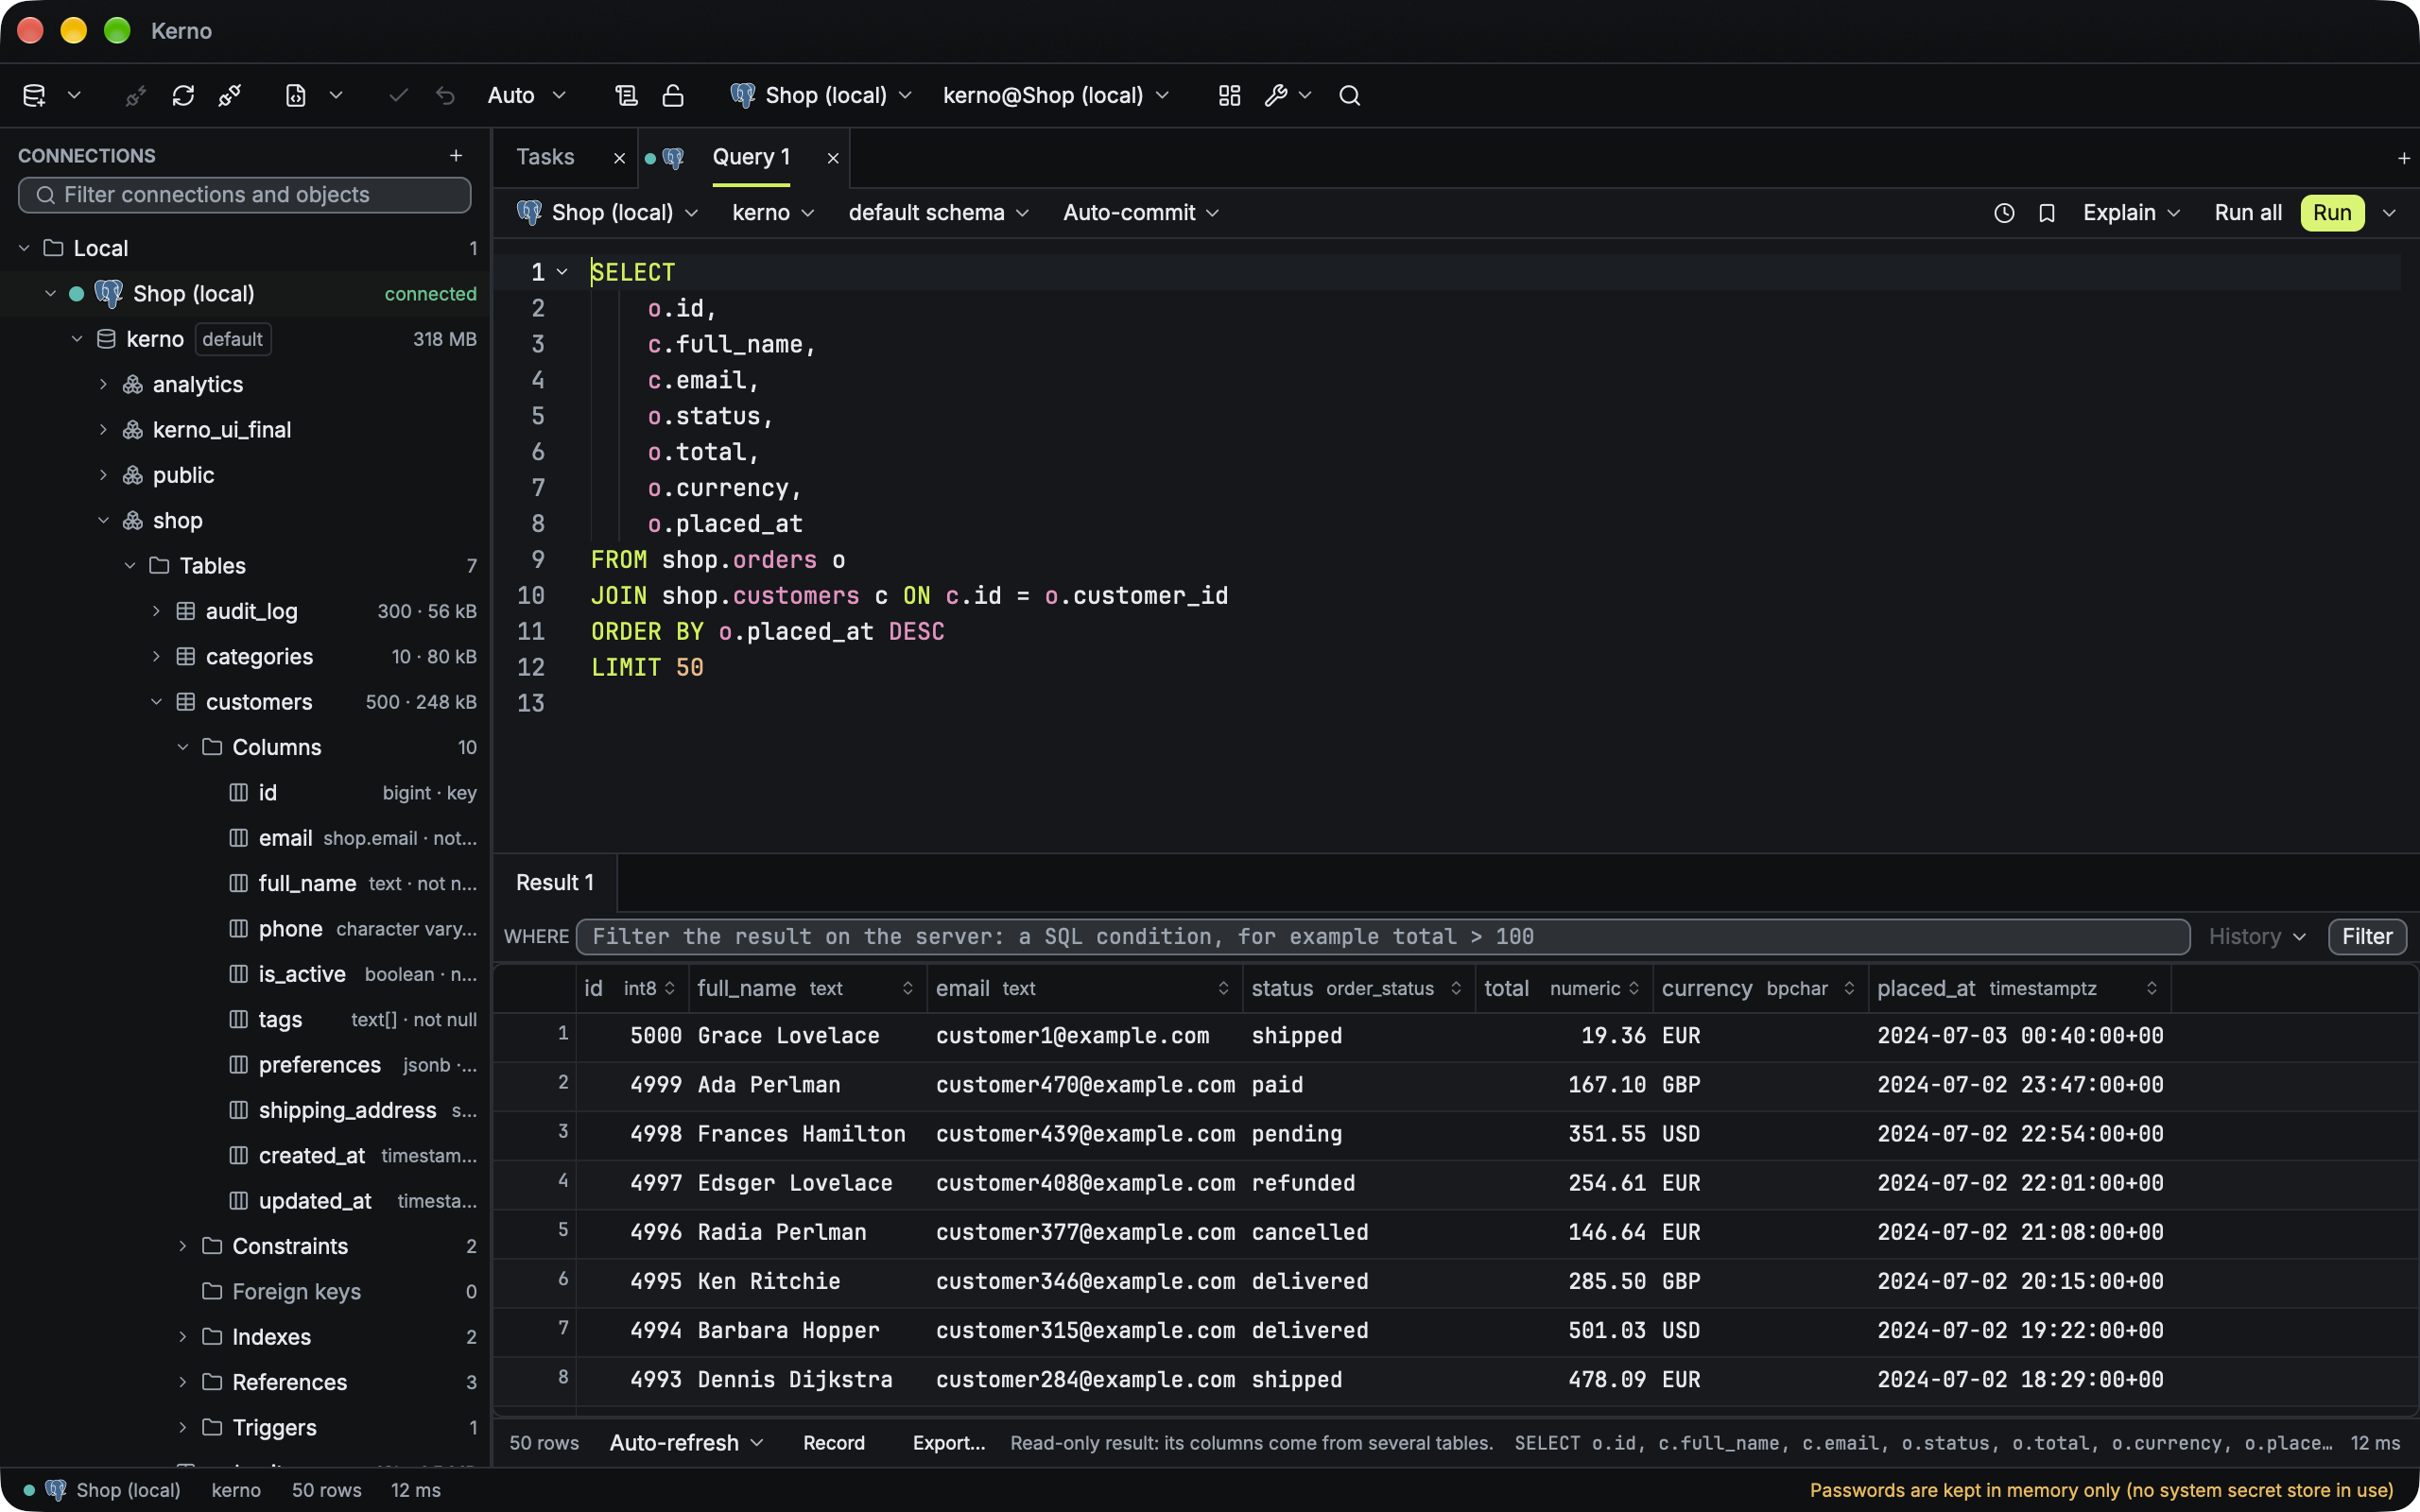 Kerno
Auto Shop (local) kerno@Shop (local)
CONNECTIONS
Filter connections and objects
Local 1
Shop (local) connected
kerno default 318 MB
analytics
kerno_ui_final
public
shop
Tables 7
audit_log 300 · 56 kB
categories 10 · 80 kB
customers 500 · 248 kB
Columns 10
id bigint · key
email shop.email · not...
full_name text · not n...
phone character vary...
is_active boolean · n...
tags text[] · not null
preferences jsonb ·...
shipping_address s...
created_at timestam...
updated_at timesta...
Constraints 2
Foreign keys 0
Indexes 2
References 3
Triggers 1
Tasks Query 1
Shop (local) kerno default schema Auto-commit Explain Run all Run
1 SELECT
2 o.id,
3 c.full_name,
4 c.email,
5 o.status,
6 o.total,
7 o.currency,
8 o.placed_at
9 FROM shop.orders o
10 JOIN shop.customers c ON c.id = o.customer_id
11 ORDER BY o.placed_at DESC
12 LIMIT 50
13
Result 1
WHERE Filter the result on the server: a SQL condition, for example total > 100 History Filter
id int8 full_name text email text status order_status total numeric currency bpchar placed_at timestamptz
1 5000 Grace Lovelace customer1@example.com shipped 19.36 EUR 2024-07-03 00:40:00+00
2 4999 Ada Perlman customer470@example.com paid 167.10 GBP 2024-07-02 23:47:00+00
3 4998 Frances Hamilton customer439@example.com pending 351.55 USD 2024-07-02 22:54:00+00
4 4997 Edsger Lovelace customer408@example.com refunded 254.61 EUR 2024-07-02 22:01:00+00
5 4996 Radia Perlman customer377@example.com cancelled 146.64 EUR 2024-07-02 21:08:00+00
6 4995 Ken Ritchie customer346@example.com delivered 285.50 GBP 2024-07-02 20:15:00+00
7 4994 Barbara Hopper customer315@example.com delivered 501.03 USD 2024-07-02 19:22:00+00
8 4993 Dennis Dijkstra customer284@example.com shipped 478.09 EUR 2024-07-02 18:29:00+00
50 rows Auto-refresh Record Export... Read-only result: its columns come from several tables. SELECT o.id, c.full_name, c.email, o.status, o.total, o.currency, o.place... 12 ms
Shop (local) kerno 50 rows 12 ms Passwords are kept in memory only (no system secret store in use)